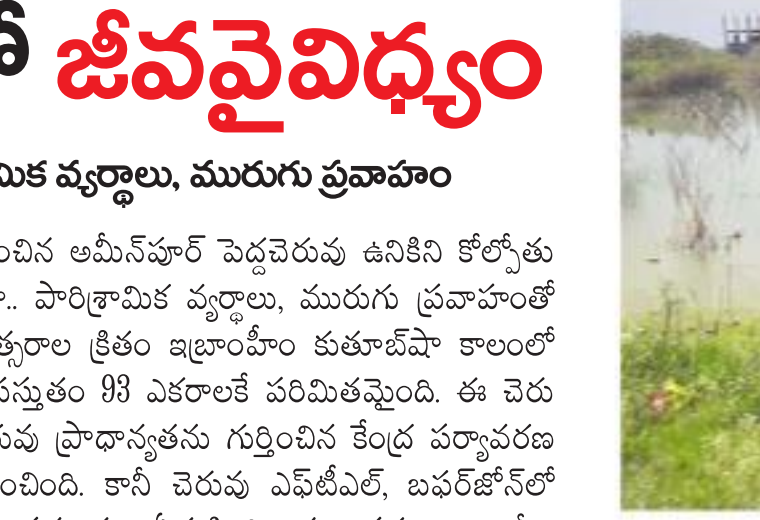 జీవవైవిధ్యం
వ్యర్థాలు, మురుగు ప్రవాహం
అమీన్‌పూర్ పెద్దచెరువు ఉనికిని కోల్పోతు
పారిశ్రామిక వ్యర్థాలు, మురుగు ప్రవాహంతో
క్రితం ఇబ్రాంహీం కుతూబ్‌షా కాలంలో
93 ఎకరాలకే పరిమితమైంది. ఈ చెరు
ప్రాధాన్యతను గుర్తించిన కేంద్ర పర్యావరణ
కానీ చెరువు ఎఫ్‌టీఎల్, బఫర్‌జోన్‌లో